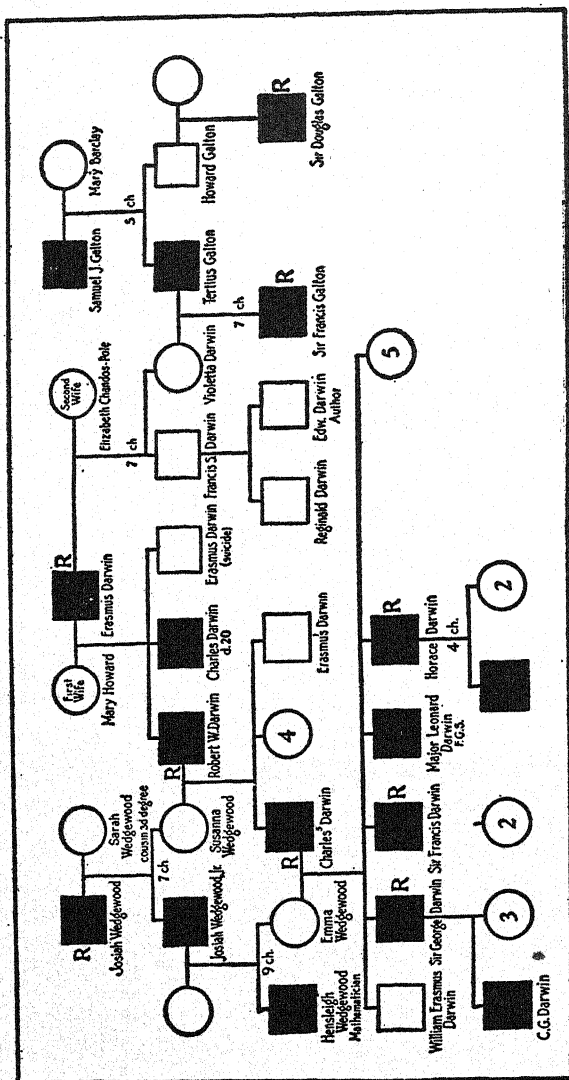 Mary Barclay
Samuel J. Galton
5 ch
Howard Galton
Tertius Galton
R
Sir Douglas Galton
Second
Wife
Elizabeth Chandos-Pole
7 ch
Violetta Darwin
Francis S. Darwin
7 ch
R
Sir Francis Galton
Edw. Darwin
Author
Reginald Darwin
R
Erasmus Darwin
First
Wife
Mary Howard
Erasmus Darwin
(suicide)
Charles Darwin
d.20
Robert W. Darwin
R
Sarah
Wedgewood
cousin 3d degree
R
Josiah Wedgewood
7 ch
Susanna
Wedgewood
Josiah Wedgewood, Jr.
Erasmus Darwin
4
Charles Darwin
R
Emma
Wedgewood
9 ch.
Hensleigh
Wedgewood
Mathematician
5
R
Horace Darwin
4 ch.
2
Major Leonard
Darwin
F.G.S.
R
Sir Francis Darwin
2
R
Sir George Darwin
3
William Erasmus
Darwin
C.G. Darwin